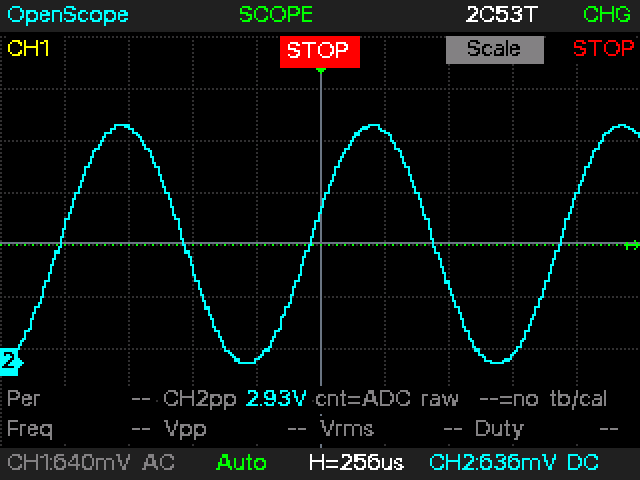 OpenScope SCOPE 2C53T CHG
CH1 STOP Scale STOP
2
Per -- CH2pp 2.93V cnt=ADC raw --=no tb/cal
Freq -- Vpp -- Vrms -- Duty --
CH1:640mV AC Auto H=256us CH2:636mV DC